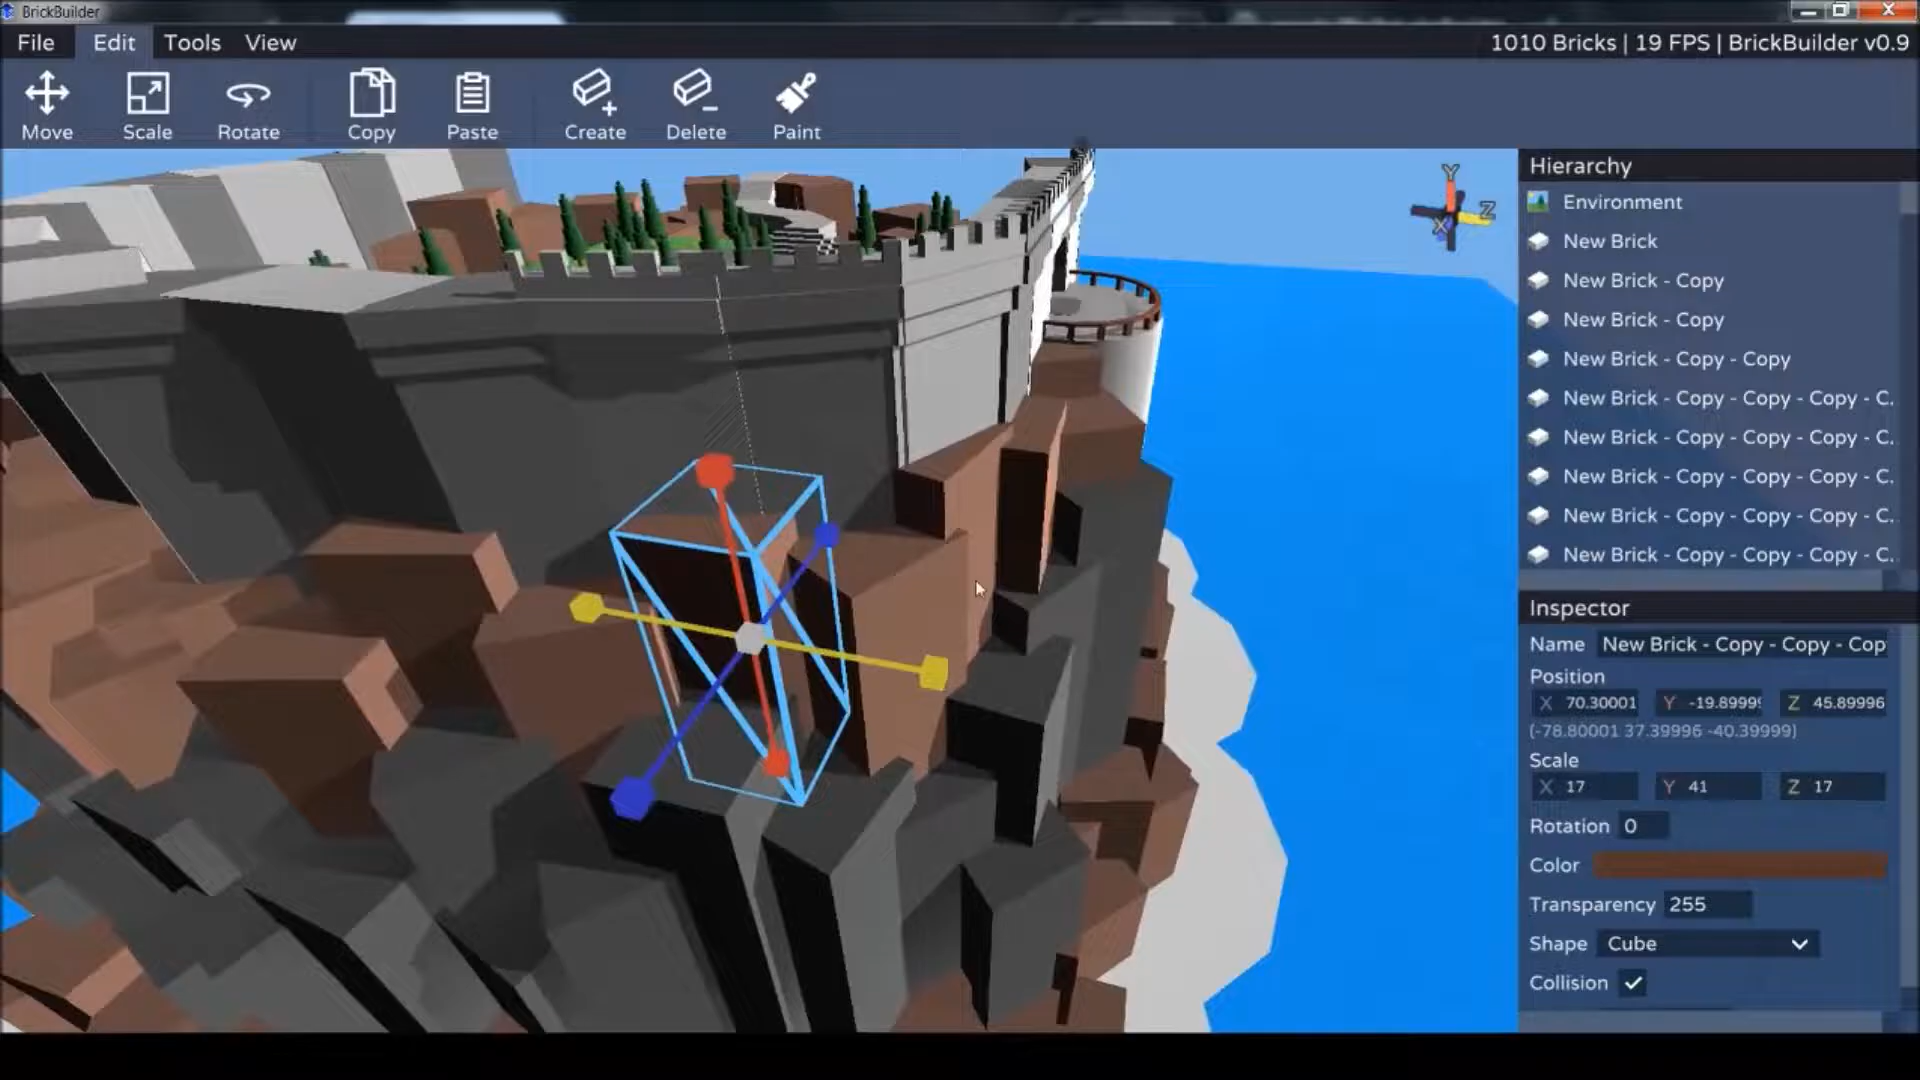 BrickBuilder
File Edit Tools View
1010 Bricks | 19 FPS | BrickBuilder v0.9
Move Scale Rotate Copy Paste Create Delete Paint
Y
Z
X
Hierarchy
Environment
New Brick
New Brick - Copy
New Brick - Copy
New Brick - Copy - Copy
New Brick - Copy - Copy - Copy - C.
New Brick - Copy - Copy - Copy - C.
New Brick - Copy - Copy - Copy - C.
New Brick - Copy - Copy - Copy - C.
New Brick - Copy - Copy - Copy - C.
Inspector
Name New Brick - Copy - Copy - Cop
Position
X 70.30001 Y -19.89999 Z 45.89996
(-78.80001 37.39996 -40.39999)
Scale
X 17 Y 41 Z 17
Rotation 0
Color
Transparency 255
Shape Cube
Collision